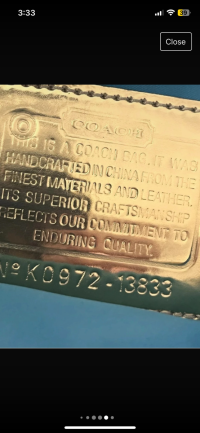 3:33
Close
COACH
THIS IS A COACH BAG. IT WAS
HANDCRAFTED IN CHINA FROM THE
FINEST MATERIALS AND LEATHER.
ITS SUPERIOR CRAFTSMANSHIP
REFLECTS OUR COMMITMENT TO
ENDURING QUALITY.
Nº KD972-13833